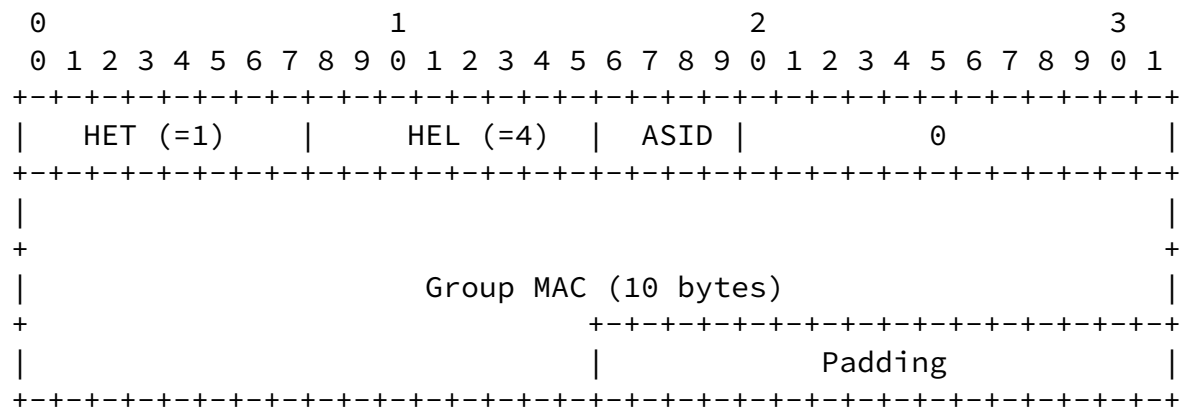 0                   1                   2                   3
 0 1 2 3 4 5 6 7 8 9 0 1 2 3 4 5 6 7 8 9 0 1 2 3 4 5 6 7 8 9 0 1
+-+-+-+-+-+-+-+-+-+-+-+-+-+-+-+-+-+-+-+-+-+-+-+-+-+-+-+-+-+-+-+-+
|   HET (=1)    |     HEL (=4)  |  ASID |           0           |
+-+-+-+-+-+-+-+-+-+-+-+-+-+-+-+-+-+-+-+-+-+-+-+-+-+-+-+-+-+-+-+-+
|                                                               |
+                                                               +
|                      Group MAC (10 bytes)                     |
+                               +-+-+-+-+-+-+-+-+-+-+-+-+-+-+-+-+
|                               |            Padding            |
+-+-+-+-+-+-+-+-+-+-+-+-+-+-+-+-+-+-+-+-+-+-+-+-+-+-+-+-+-+-+-+-+